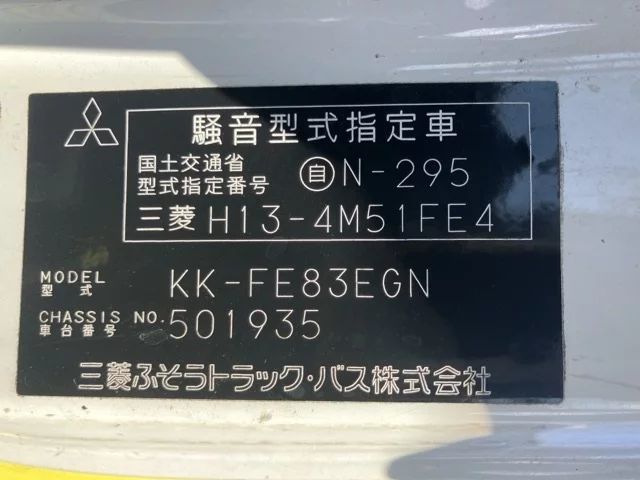 騒音型式指定車
国土交通省
型式指定番号 自 N-295
三菱 H13-4M51FE4
MODEL
型式 KK-FE83EGN
CHASSIS NO.
車台番号 501935
三菱ふそうトラック・バス株式会社